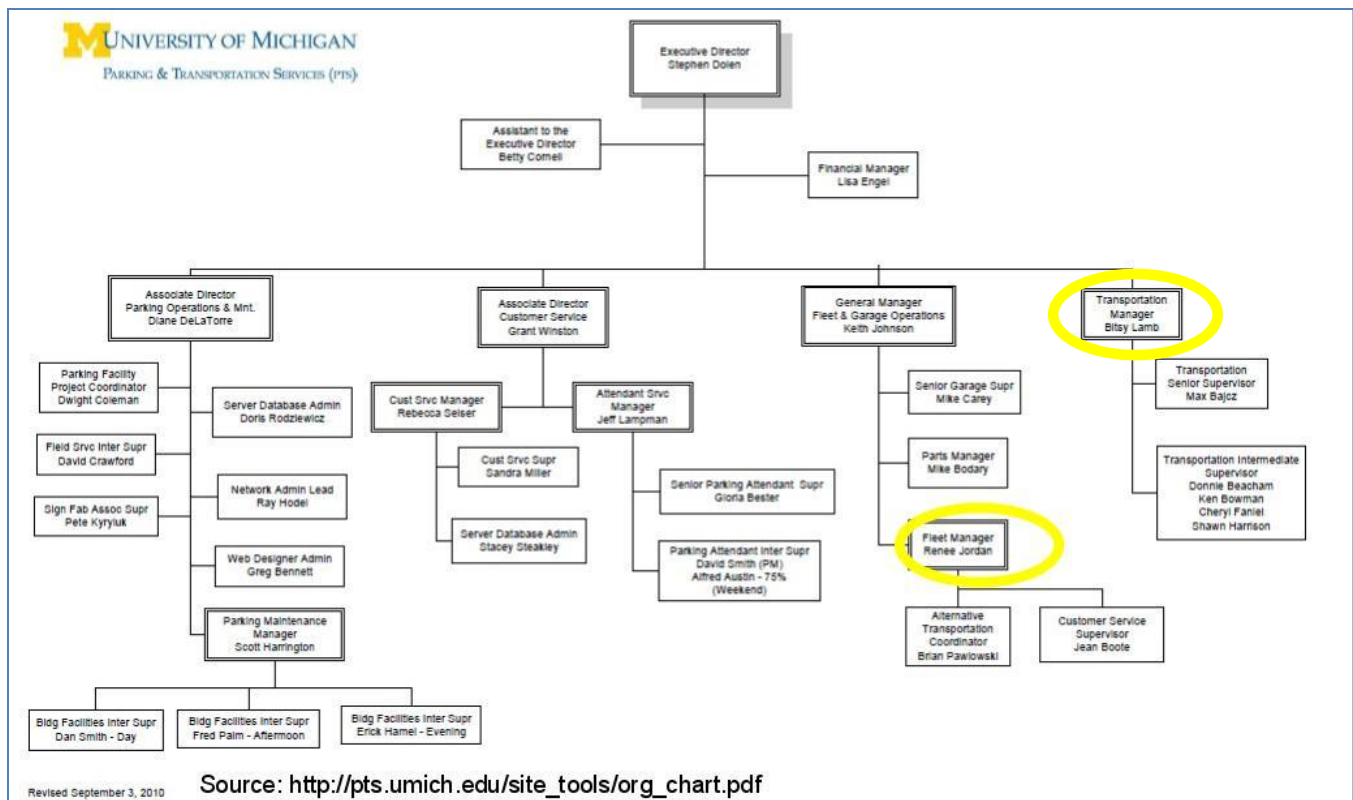 UNIVERSITY OF MICHIGAN
PARKING & TRANSPORTATION SERVICES (PTS)
Executive Director
Stephen Dolen
Assistant to the
Executive Director
Betty Cornell
Financial Manager
Lisa Engel
Associate Director
Parking Operations & Mnt.
Diane DeLaTorre
Associate Director
Customer Service
Grant Winston
General Manager
Fleet & Garage Operations
Keith Johnson
Transportation
Manager
Bitsy Lamb
Parking Facility
Project Coordinator
Dwight Coleman
Server Database Admin
Doris Rodziewicz
Field Srvc Inter Supr
David Crawford
Network Admin Lead
Ray Hodel
Sign Fab Assoc Supr
Pete Kyryluk
Web Designer Admin
Greg Bennett
Parking Maintenance
Manager
Scott Harrington
Bldg Facilities Inter Supr
Dan Smith - Day
Bldg Facilities Inter Supr
Fred Palm - Afternoon
Bldg Facilities Inter Supr
Erick Hamel - Evening
Cust Srvc Manager
Rebecca Seiser
Attendant Srvc
Manager
Jeff Lampman
Cust Srvc Supr
Sandra Miller
Server Database Admin
Stacey Steakley
Senior Parking Attendant Supr
Gloria Bester
Parking Attendant Inter Supr
David Smith (PM)
Alfred Austin - 75%
(Weekend)
Senior Garage Supr
Mike Carey
Parts Manager
Mike Bodary
Fleet Manager
Renee Jordan
Alternative
Transportation
Coordinator
Brian Pawlowski
Customer Service
Supervisor
Jean Boote
Transportation
Senior Supervisor
Max Bajcz
Transportation Intermediate
Supervisor
Donnie Beacham
Ken Bowman
Cheryl Faniel
Shawn Harrison
Revised September 3, 2010
Source: http://pts.umich.edu/site_tools/org_chart.pdf